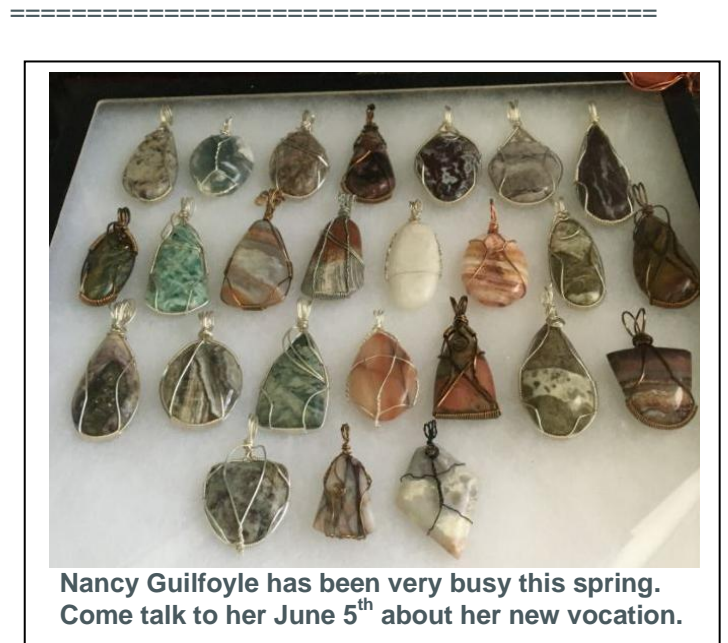 ==========================================
Nancy Guilfoyle has been very busy this spring.
Come talk to her June 5th about her new vocation.